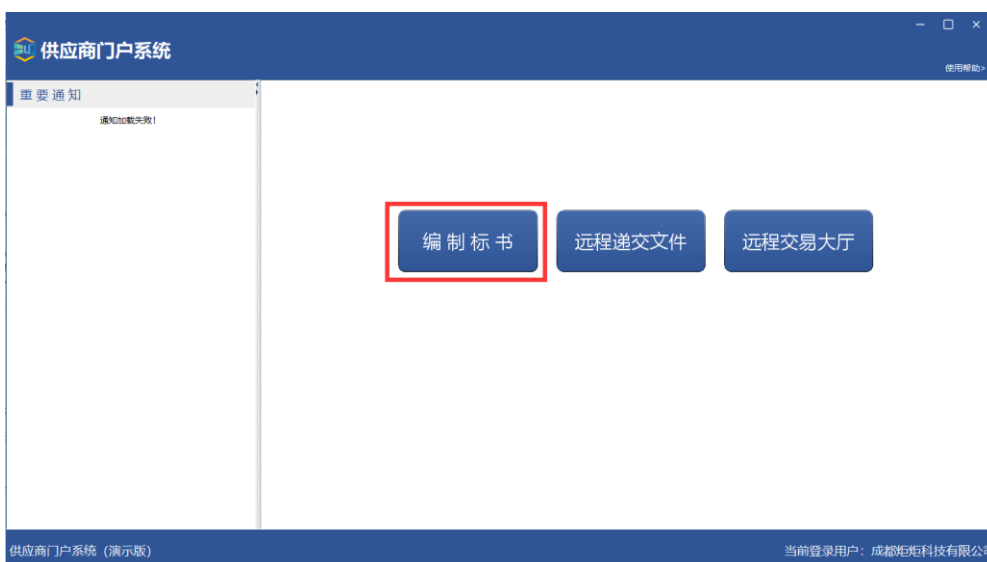 供应商门户系统
使用帮助>
重要通知
通知加载失败!
编制标书
远程递交文件
远程交易大厅
供应商门户系统 (演示版)
当前登录用户: 成都炬炬科技有限公